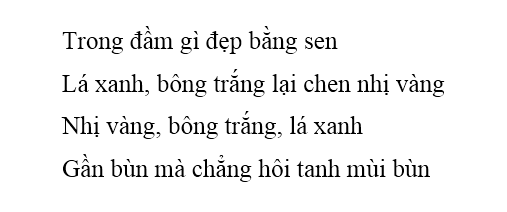 Trong đầm gì đẹp bằng sen
Lá xanh, bông trắng lại chen nhị vàng
Nhị vàng, bông trắng, lá xanh
Gần bùn mà chẳng hôi tanh mùi bùn